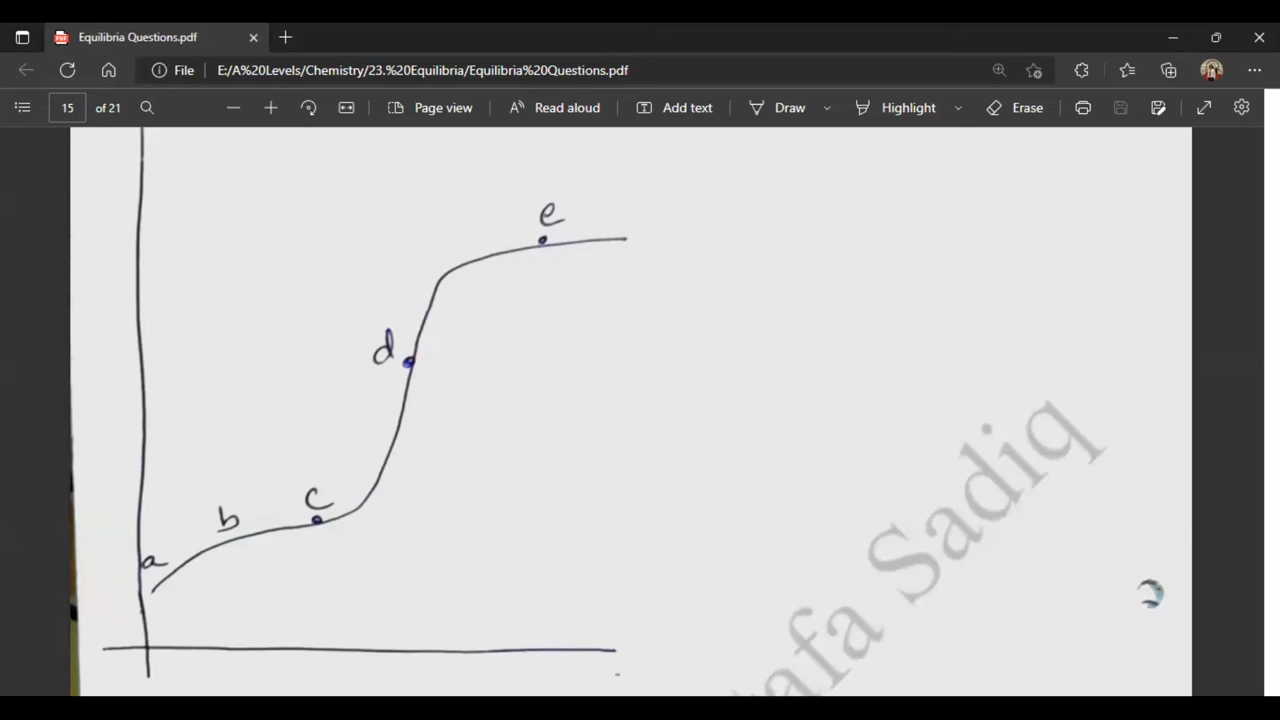 Equilibria Questions.pdf
File E:/A%20Levels/Chemistry/23.%20Equilibria/Equilibria%20Questions.pdf
15 of 21 Page view Read aloud Add text Draw Highlight Erase
e
d
c
b
a
afa Sadiq